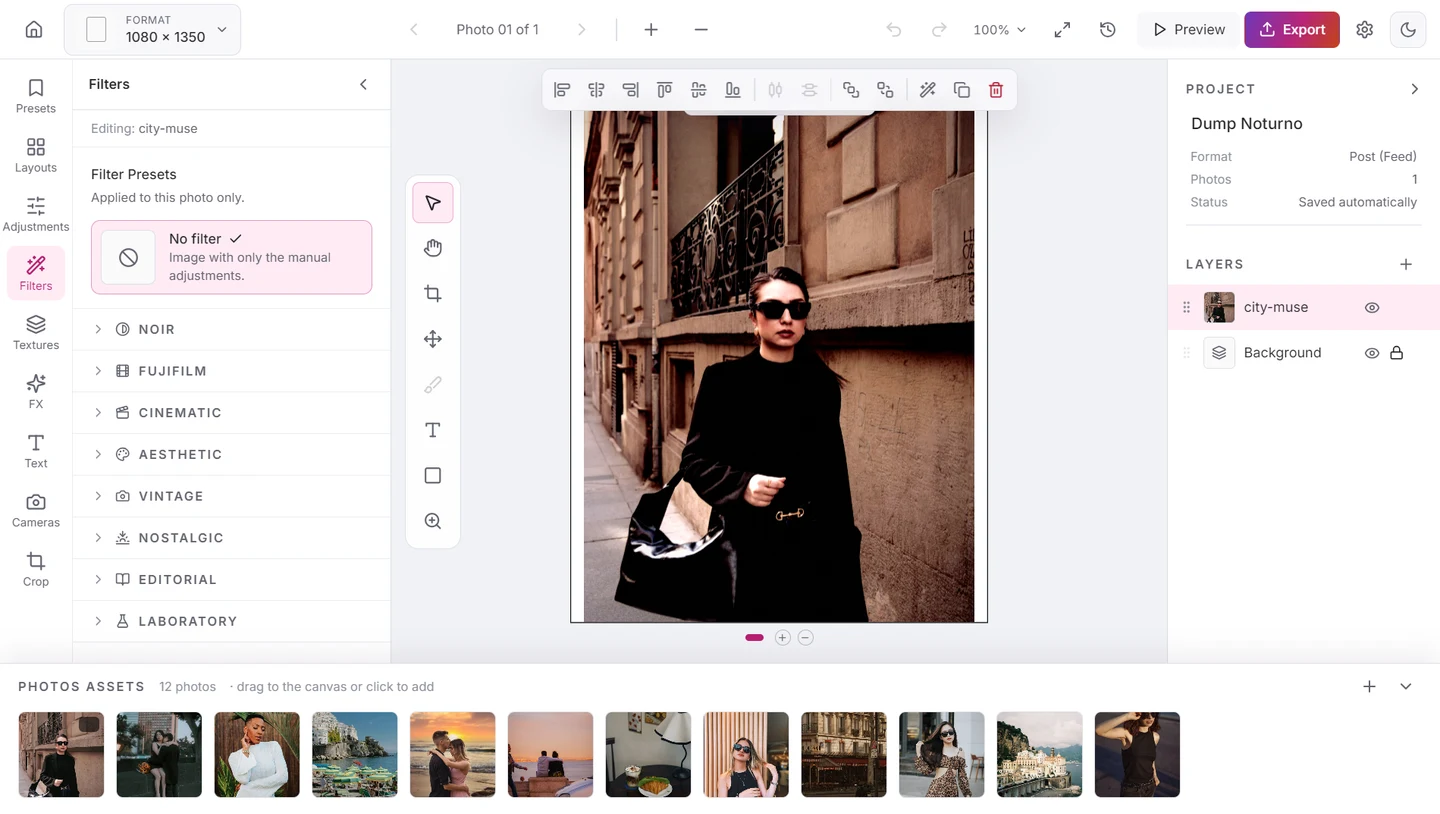 FORMAT
1080 × 1350
Photo 01 of 1
100%
Preview
Export
Presets
Layouts
Adjustments
Filters
Textures
FX
Text
Cameras
Crop
Filters
Editing: city-muse
Filter Presets
Applied to this photo only.
No filter
Image with only the manual
adjustments.
NOIR
FUJIFILM
CINEMATIC
AESTHETIC
VINTAGE
NOSTALGIC
EDITORIAL
LABORATORY
PROJECT
Dump Noturno
Format Post (Feed)
Photos 1
Status Saved automatically
LAYERS
city-muse
Background
PHOTOS ASSETS 12 photos · drag to the canvas or click to add